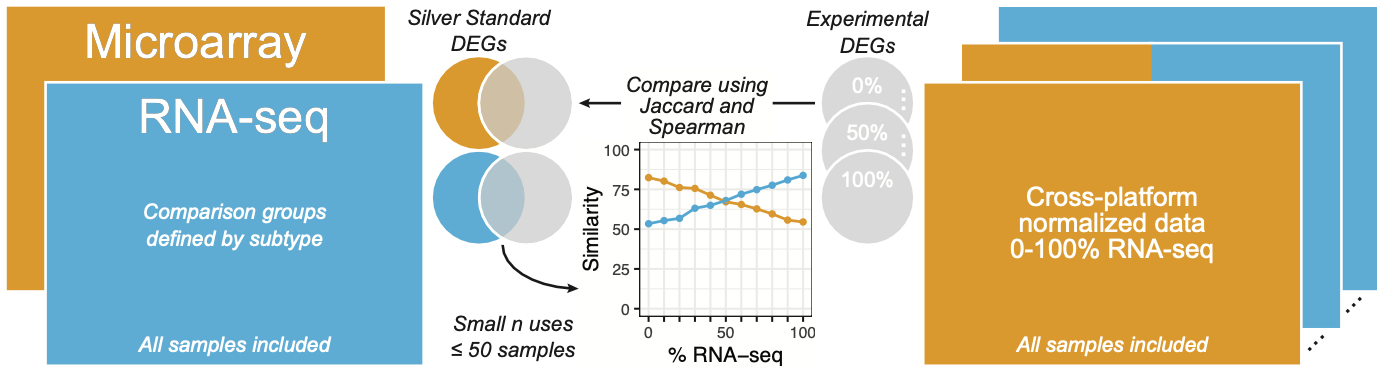 Microarray
RNA-seq
Comparison groups
defined by subtype
All samples included
Silver Standard
DEGs
Compare using
Jaccard and
Spearman
Experimental
DEGs
0%
50%
100%
Similarity
100
75
50
25
0
0
50
100
% RNA–seq
Small n uses
≤ 50 samples
Cross-platform
normalized data
0-100% RNA-seq
All samples included